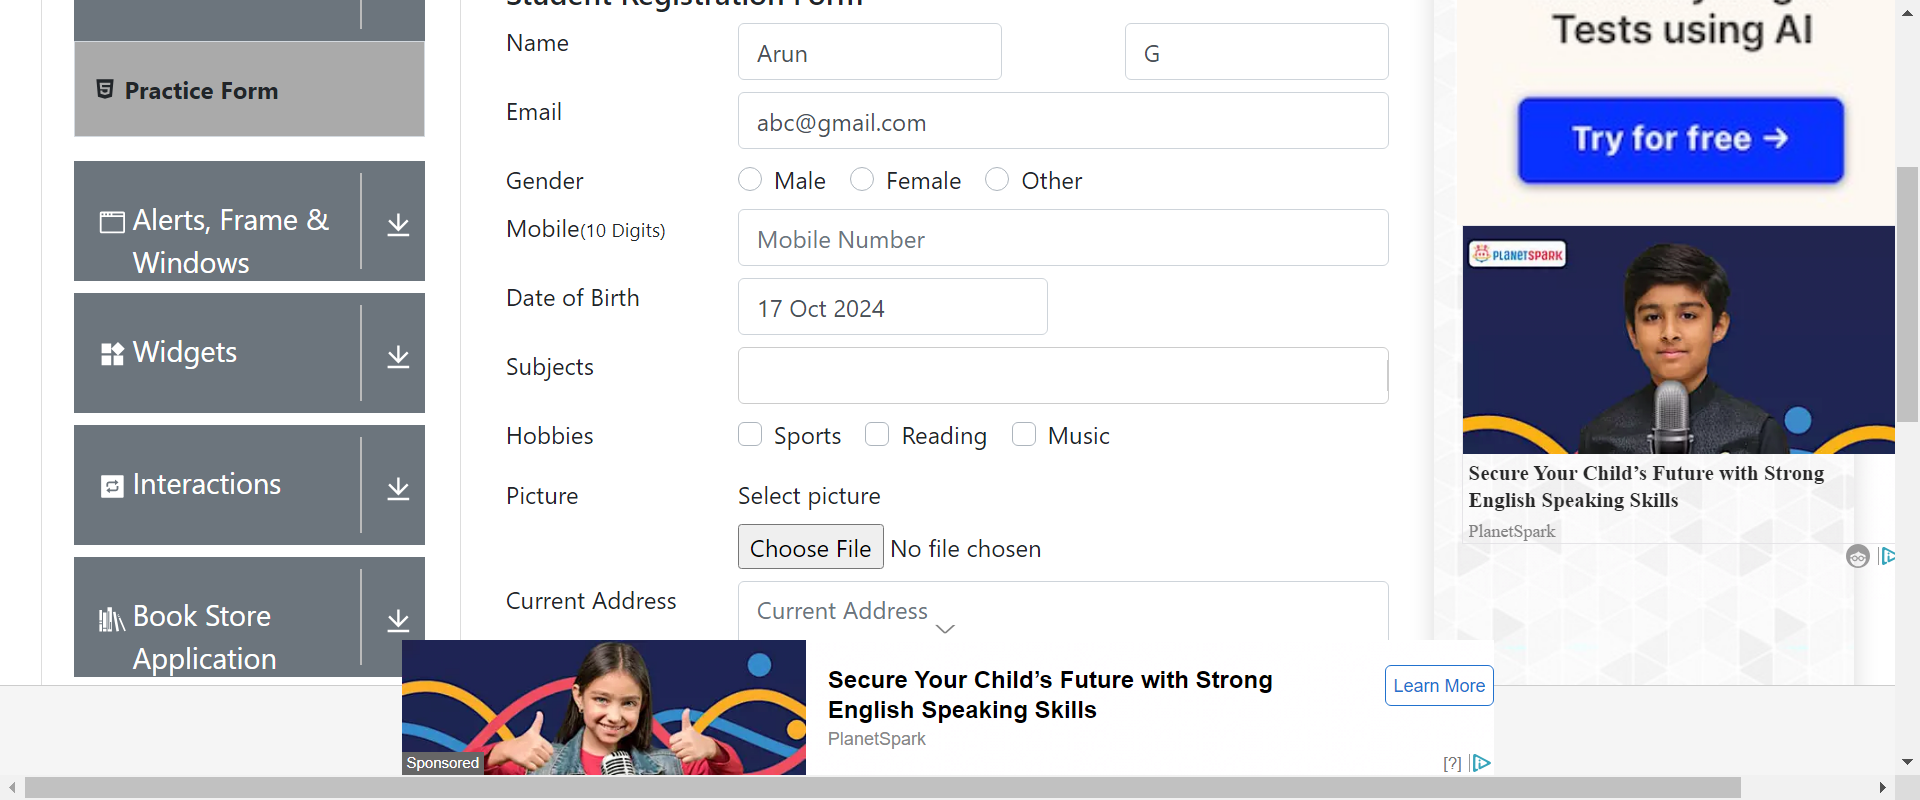 Student Registration Form
Practice Form
Alerts, Frame &
Windows
Widgets
Interactions
Book Store
Application
Name
Arun
G
Email
abc@gmail.com
Gender
Male
Female
Other
Mobile(10 Digits)
Mobile Number
Date of Birth
17 Oct 2024
Subjects
Hobbies
Sports
Reading
Music
Picture
Select picture
Choose File No file chosen
Current Address
Current Address
Tests using AI
Try for free →
PLANETSPARK
Secure Your Child’s Future with Strong
English Speaking Skills
PlanetSpark
Sponsored
Secure Your Child’s Future with Strong
English Speaking Skills
PlanetSpark
Learn More
[?]